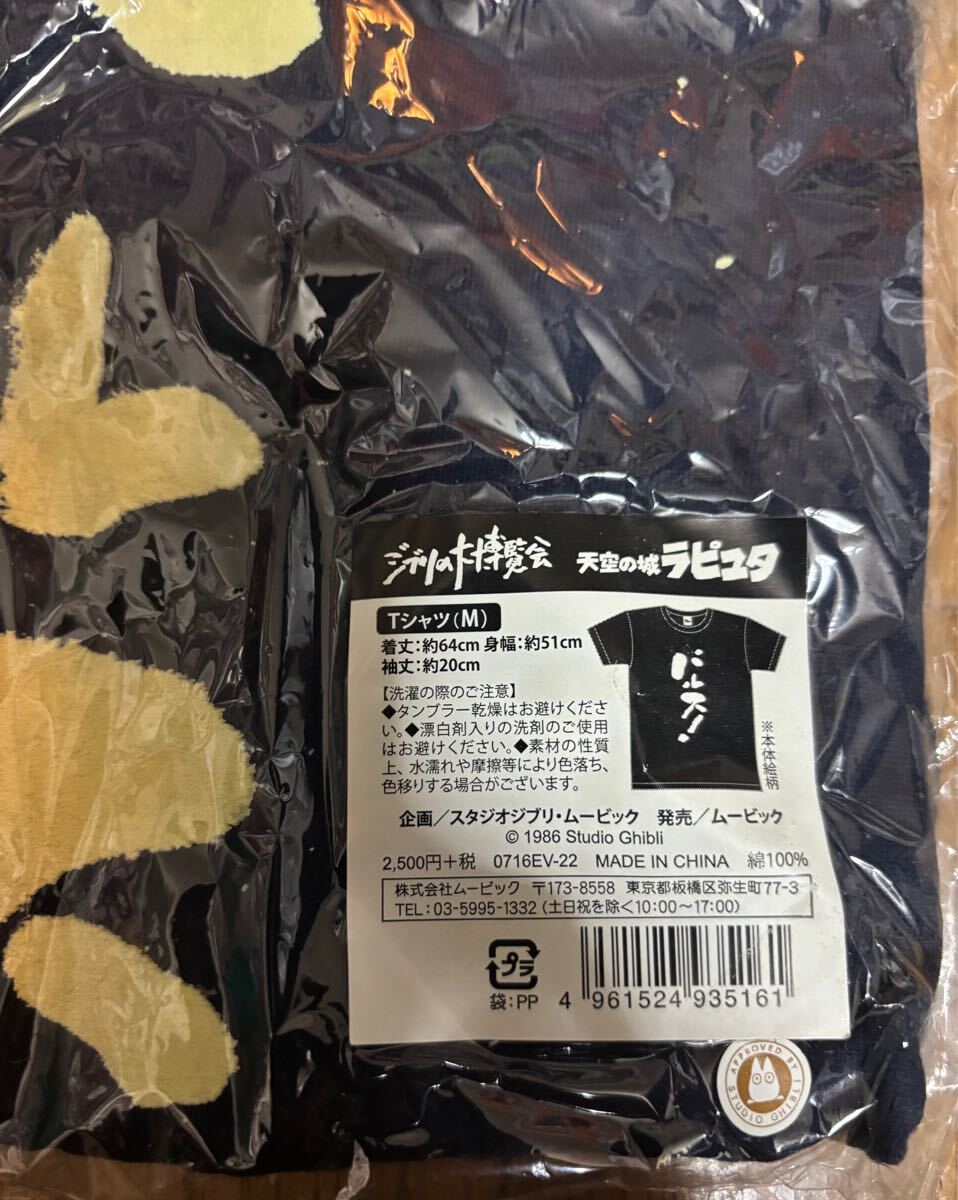 ジブリの大博覧会 天空の城ラピュタ
Tシャツ(M)
着丈:約64cm 身幅:約51cm
袖丈:約20cm
【洗濯の際のご注意】
◆タンブラー乾燥はお避けくださ
い。◆漂白剤入りの洗剤のご使用
はお避けください。◆素材の性質
上、水濡れや摩擦等により色落ち、
色移りする場合がございます。
バルス!
※本体絵柄
企画/スタジオジブリ・ムービック 発売/ムービック
© 1986 Studio Ghibli
2,500円+税 0716EV-22 MADE IN CHINA 綿100%
株式会社ムービック 〒173-8558 東京都板橋区弥生町77-3
TEL:03-5995-1332 (土日祝を除く10:00〜17:00)
プラ
袋:PP
4 961524 935161
APPROVED BY
STUDIO GHIBLI